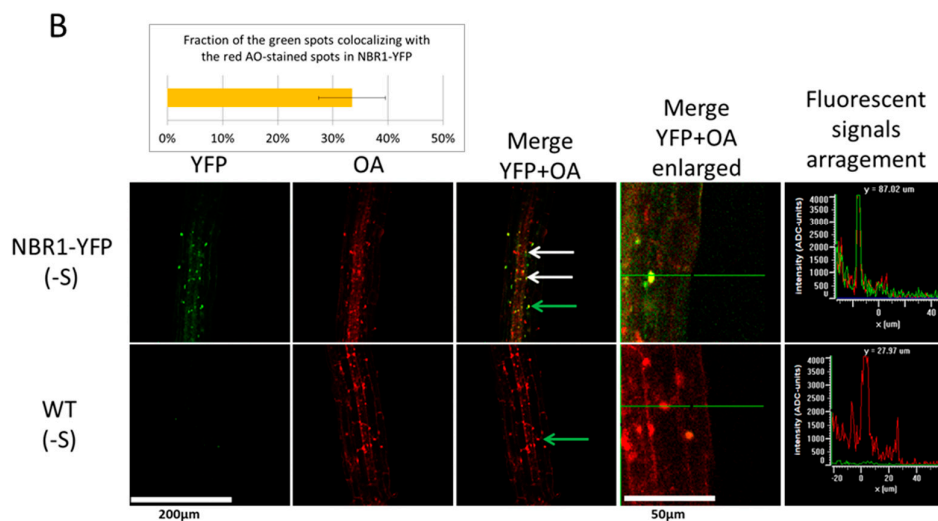 B
Fraction of the green spots colocalizing with
the red AO-stained spots in NBR1-YFP
0% 10% 20% 30% 40% 50%
YFP
OA
Merge
YFP+OA
Merge
YFP+OA
enlarged
Fluorescent
signals
arragement
NBR1-YFP
(-S)
y = 87.02 um
intensity (ADC-units)
4000
3500
3000
2500
2000
1500
1000
500
0
0 40
x [um]
WT
(-S)
y = 27.97 um
intensity (ADC-units)
4000
3500
3000
2500
2000
1500
1000
500
0
-20 0 20 40
x [um]
200µm
50µm